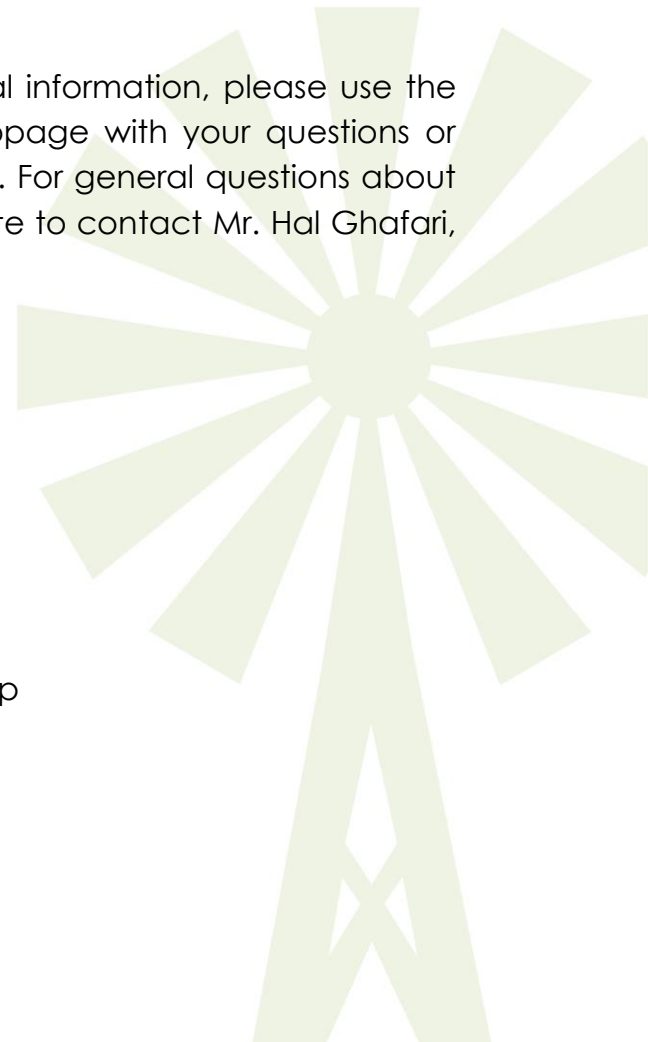 al information, please use the
opage with your questions or
. For general questions about
te to contact Mr. Hal Ghafari,
p